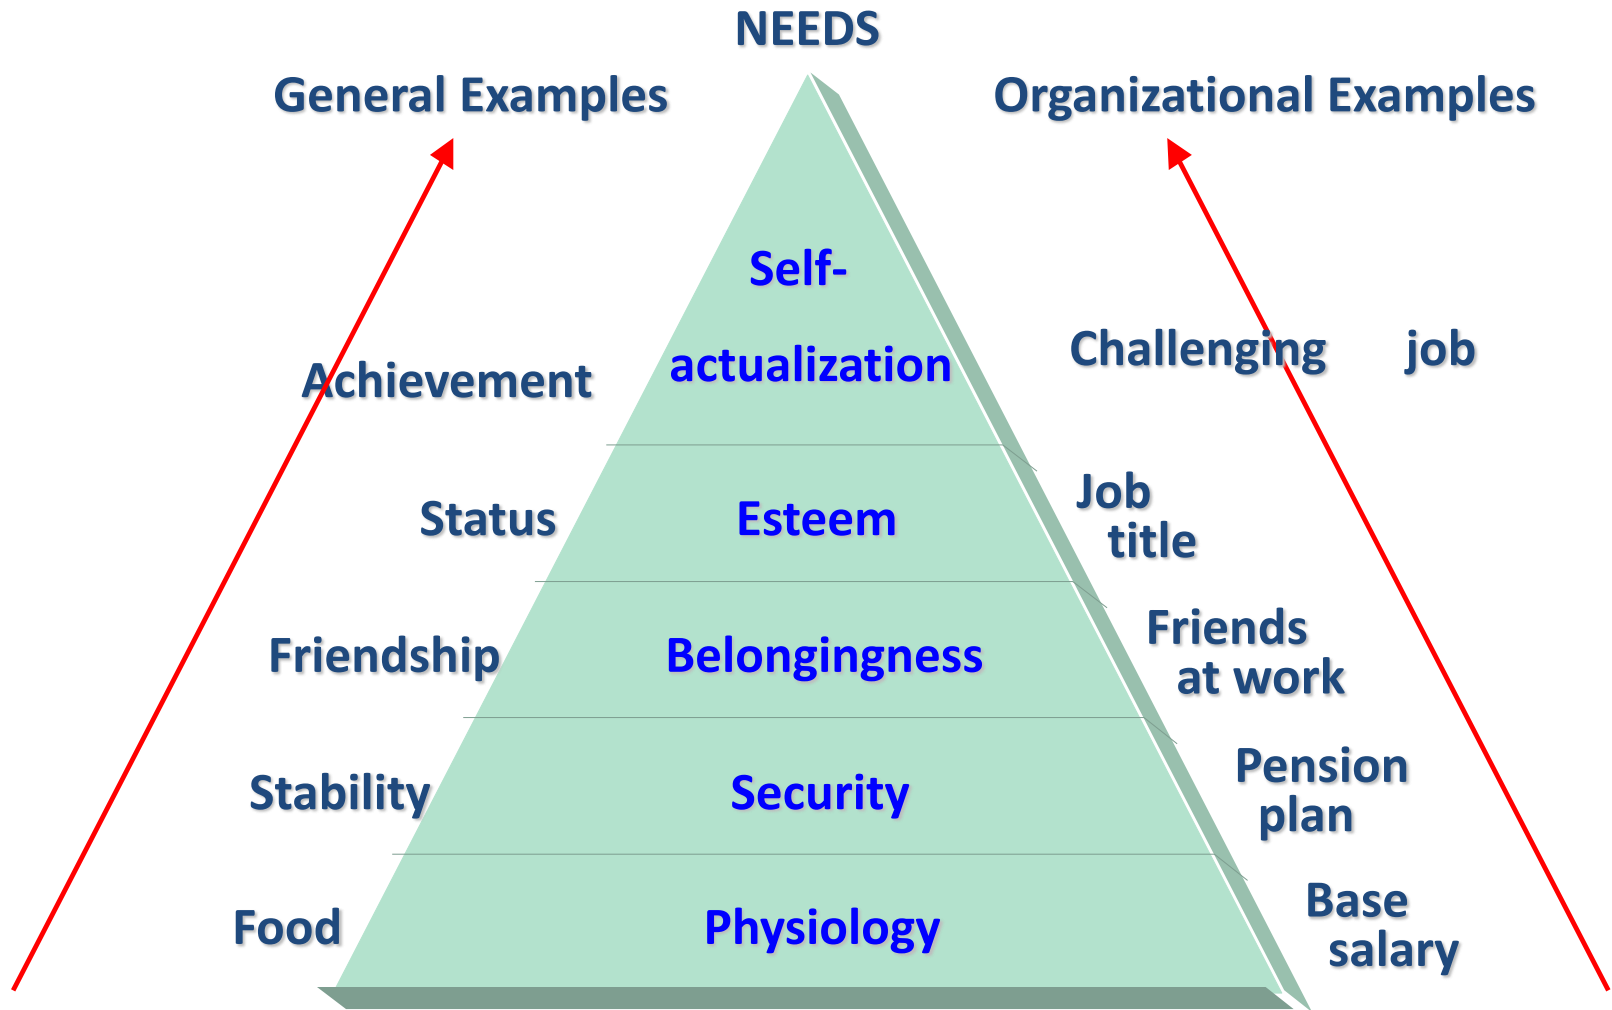 NEEDS
General Examples
Organizational Examples
Self-
actualization
Achievement
Challenging job
Esteem
Status
Job
title
Belongingness
Friendship
Friends
at work
Security
Stability
Pension
plan
Physiology
Food
Base
salary